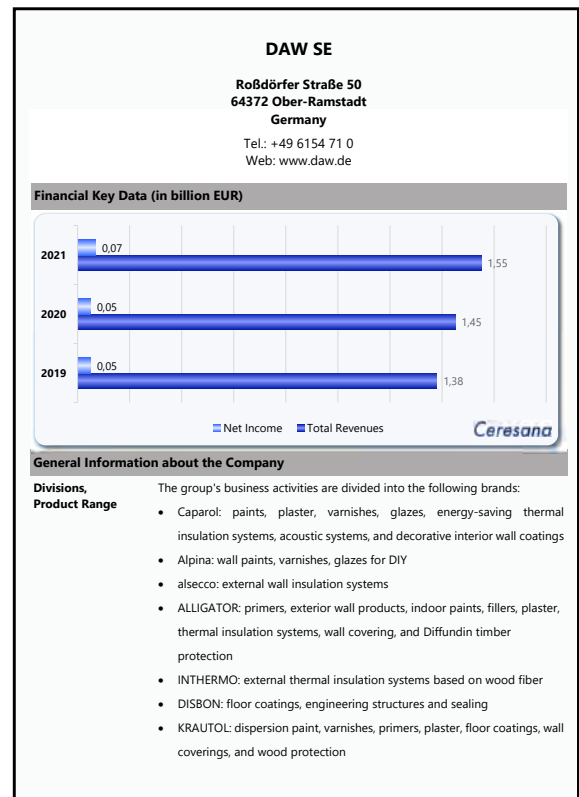 DAW SE
Roßdörfer Straße 50
64372 Ober-Ramstadt
Germany
Tel.: +49 6154 71 0
Web: www.daw.de
Financial Key Data (in billion EUR)
2021
0,07
1,55
2020
0,05
1,45
2019
0,05
1,38
Net Income Total Revenues
Ceresana
General Information about the Company
Divisions,
Product Range
The group's business activities are divided into the following brands:
• Caparol: paints, plaster, varnishes, glazes, energy-saving thermal
insulation systems, acoustic systems, and decorative interior wall coatings
• Alpina: wall paints, varnishes, glazes for DIY
• alsecco: external wall insulation systems
• ALLIGATOR: primers, exterior wall products, indoor paints, fillers, plaster,
thermal insulation systems, wall covering, and Diffundin timber
protection
• INTHERMO: external thermal insulation systems based on wood fiber
• DISBON: floor coatings, engineering structures and sealing
• KRAUTOL: dispersion paint, varnishes, primers, plaster, floor coatings, wall
coverings, and wood protection